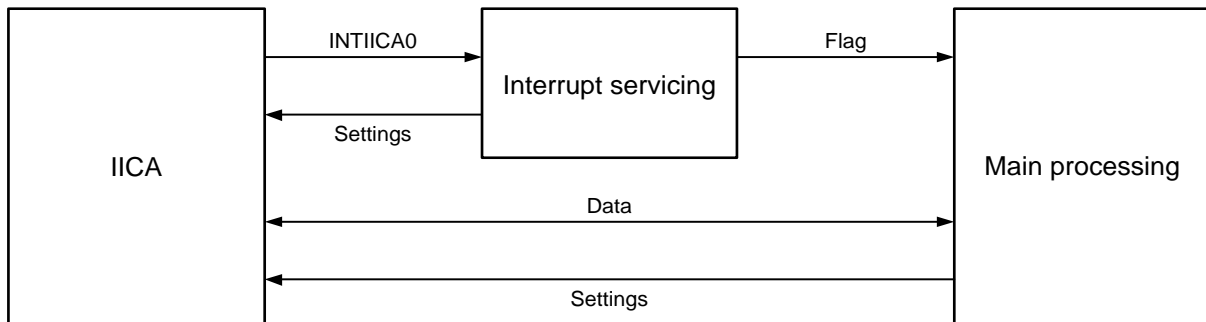 INTIICA0
Flag
Interrupt servicing
Settings
IICA
Main processing
Data
Settings